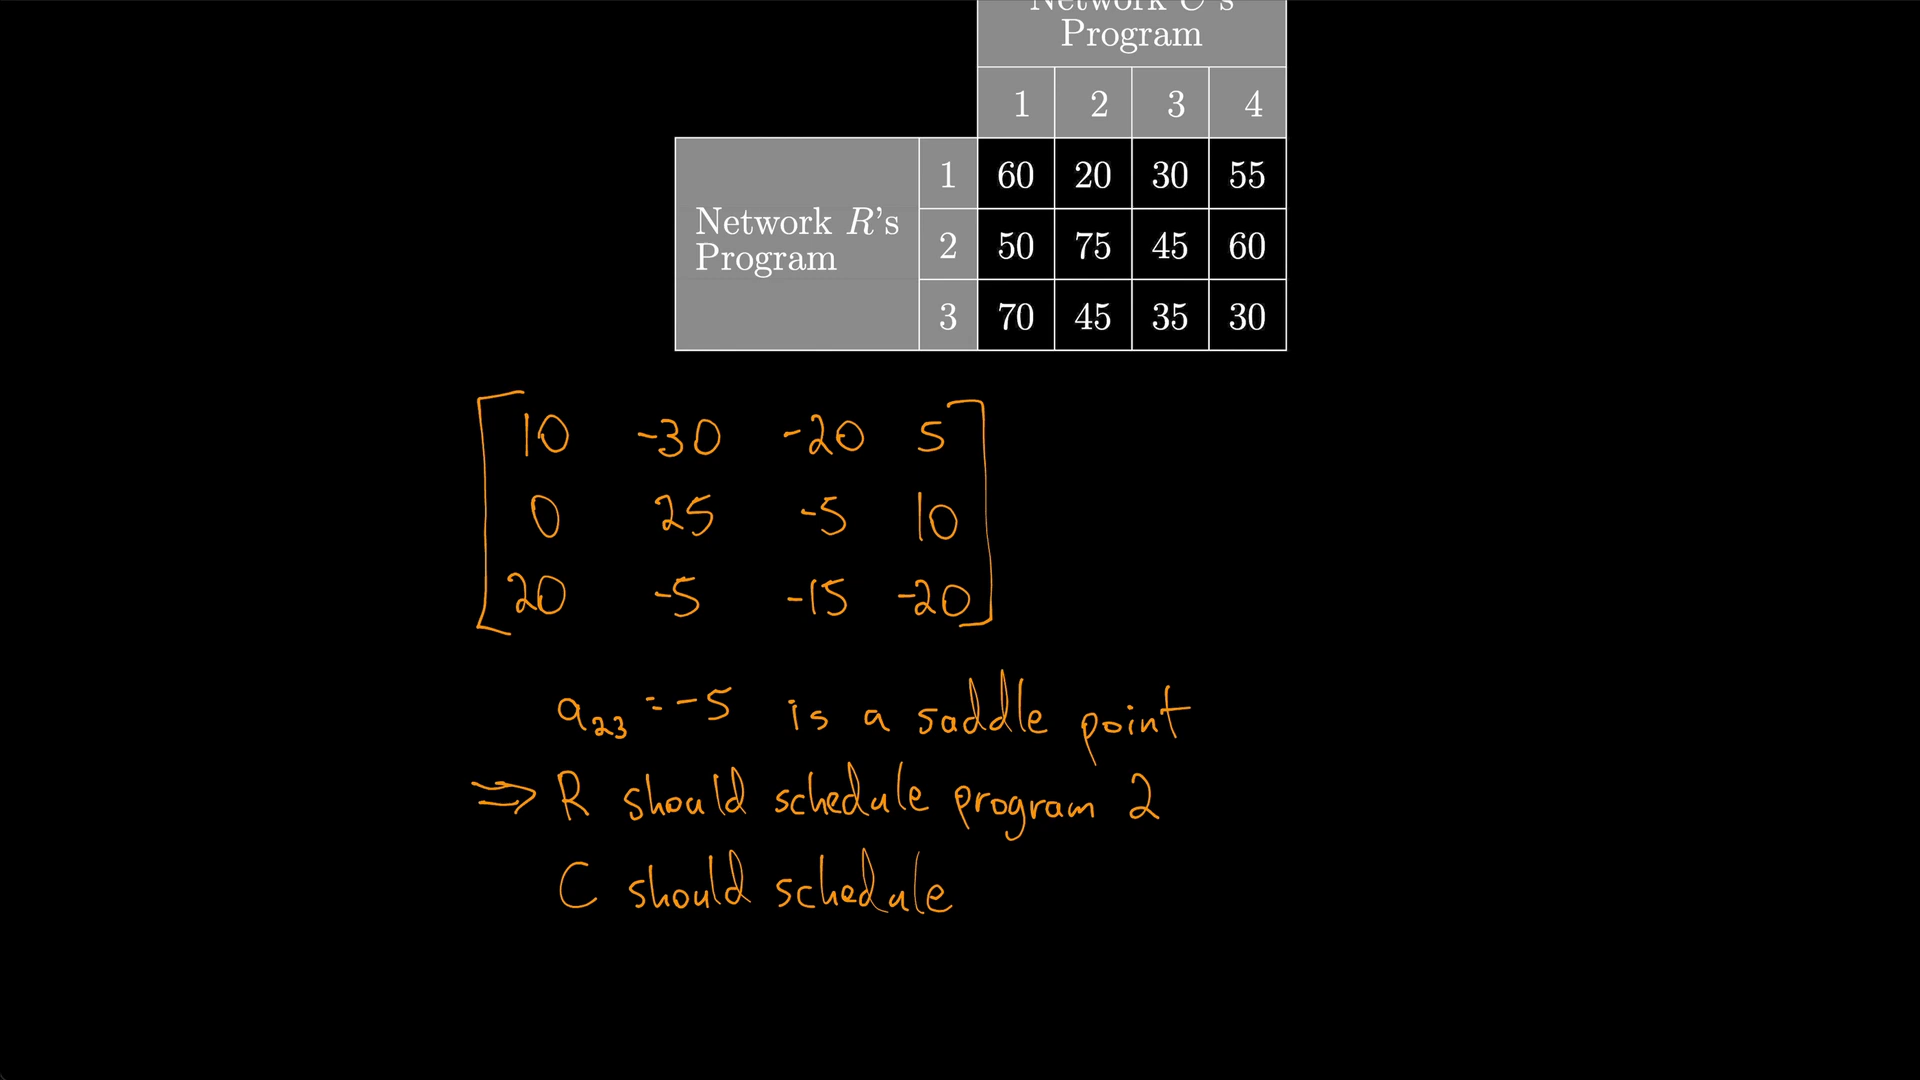 Network C's
Program
1 2 3 4
1 60 20 30 55
Network R's
Program
2 50 75 45 60
3 70 45 35 30
10 -30 -20 5
0 25 -5 10
20 -5 -15 -20
a₂₃ = -5 is a saddle point
⇒ R should schedule program 2
C should schedule